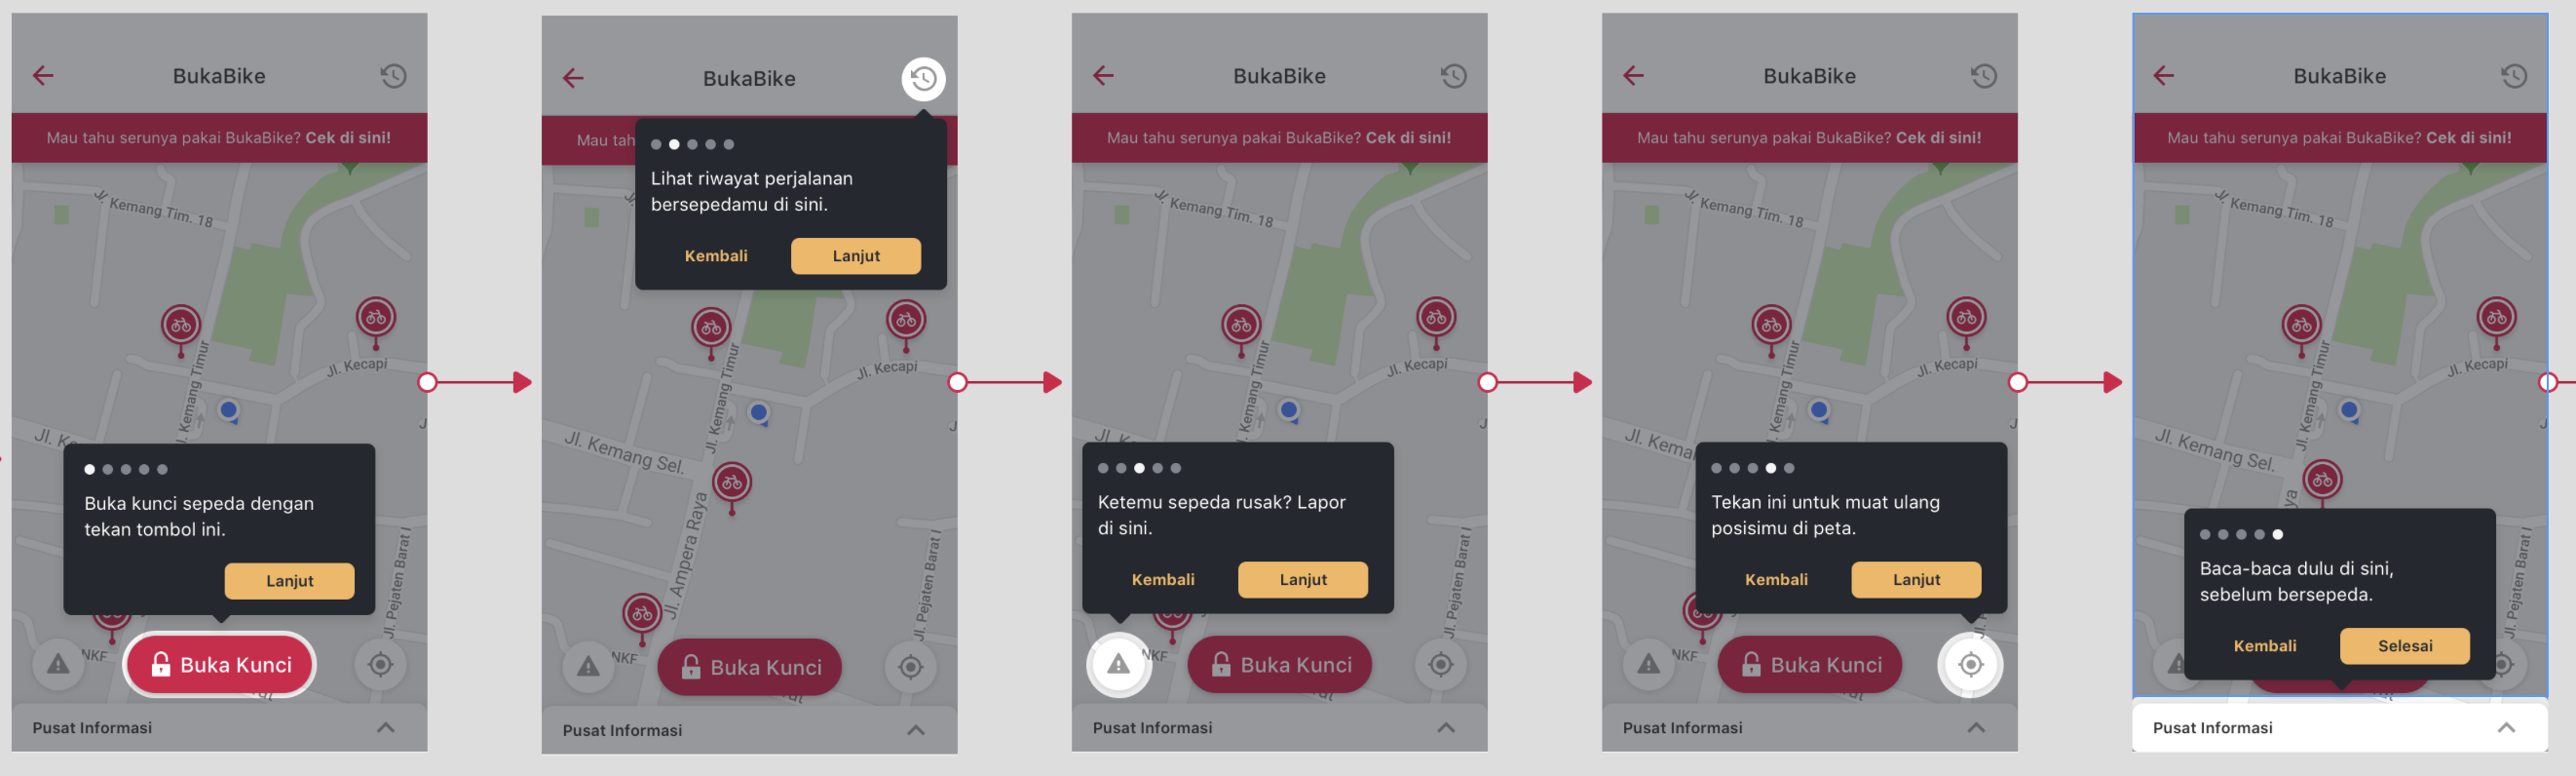 BukaBike
Mau tahu serunya pakai BukaBike? Cek di sini!
Jl. Kemang Tim. 18
Jl. Kemang Timur
Jl. Kecapi
Buka kunci sepeda dengan
tekan tombol ini.
Lanjut
Jl. Pejaten Barat I
NKF
Buka Kunci
Pusat Informasi
BukaBike
Mau tah
Lihat riwayat perjalanan
bersepedamu di sini.
Kembali
Lanjut
Jl. Kemang Timur
Jl. Kecapi
Jl. Kemang Sel.
Jl. Ampera Raya
Jl. Pejaten Barat I
NKF
Buka Kunci
Pusat Informasi
BukaBike
Mau tahu serunya pakai BukaBike? Cek di sini!
Jl. Kemang Tim. 18
Jl. Kemang Timur
Jl. Kecapi
Ketemu sepeda rusak? Lapor
di sini.
Kembali
Lanjut
Jl. Pejaten Barat I
NKF
Buka Kunci
Pusat Informasi
BukaBike
Mau tahu serunya pakai BukaBike? Cek di sini!
Jl. Kemang Tim. 18
Jl. Kemang Timur
Jl. Kecapi
Jl. Kema
Tekan ini untuk muat ulang
posisimu di peta.
Kembali
Lanjut
NKF
Buka Kunci
Pusat Informasi
BukaBike
Mau tahu serunya pakai BukaBike? Cek di sini!
Jl. Kemang Tim. 18
Jl. Kemang Timur
Jl. Kecapi
Jl. Kemang Sel.
Baca-baca dulu di sini,
sebelum bersepeda.
Kembali
Selesai
Jl. Pejaten Barat I
Pusat Informasi